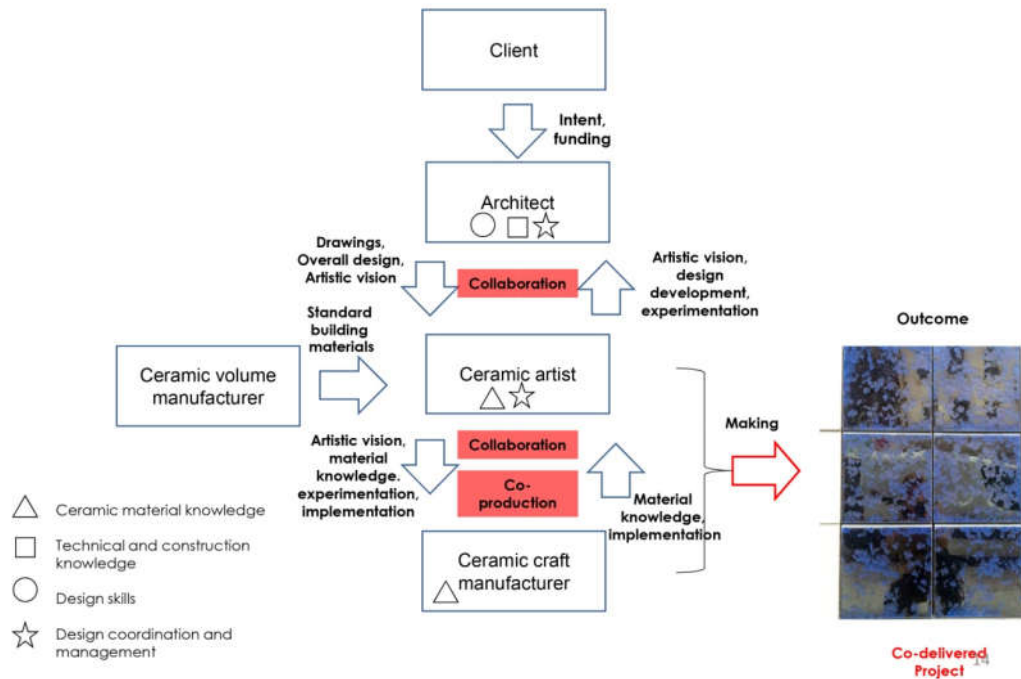 Client
Intent,
funding
Architect
Drawings,
Overall design,
Artistic vision
Collaboration
Artistic vision,
design
development,
experimentation
Standard
building
materials
Ceramic volume
manufacturer
Ceramic artist
Outcome
Making
Artistic vision,
material
knowledge.
experimentation,
implementation
Collaboration
Co-
production
Material
knowledge,
implementation
Ceramic craft
manufacturer
Ceramic material knowledge
Technical and construction
knowledge
Design skills
Design coordination and
management
Co-delivered
Project
14